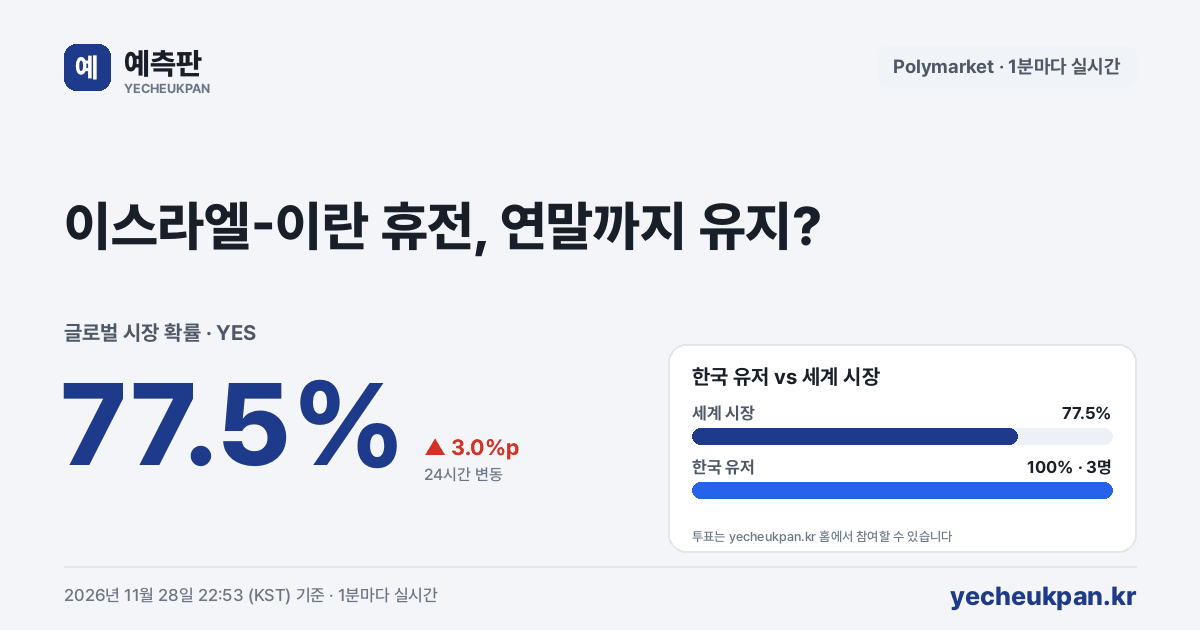 예
예측판
YECHEUKPAN
Polymarket · 1분마다 실시간
이스라엘-이란 휴전, 연말까지 유지?
글로벌 시장 확률 · YES
77.5%
▲ 3.0%p
24시간 변동
한국 유저 vs 세계 시장
세계 시장 77.5%
한국 유저 100% · 3명
투표는 yecheukpan.kr 홈에서 참여할 수 있습니다
2026년 11월 28일 22:53 (KST) 기준 · 1분마다 실시간
yecheukpan.kr